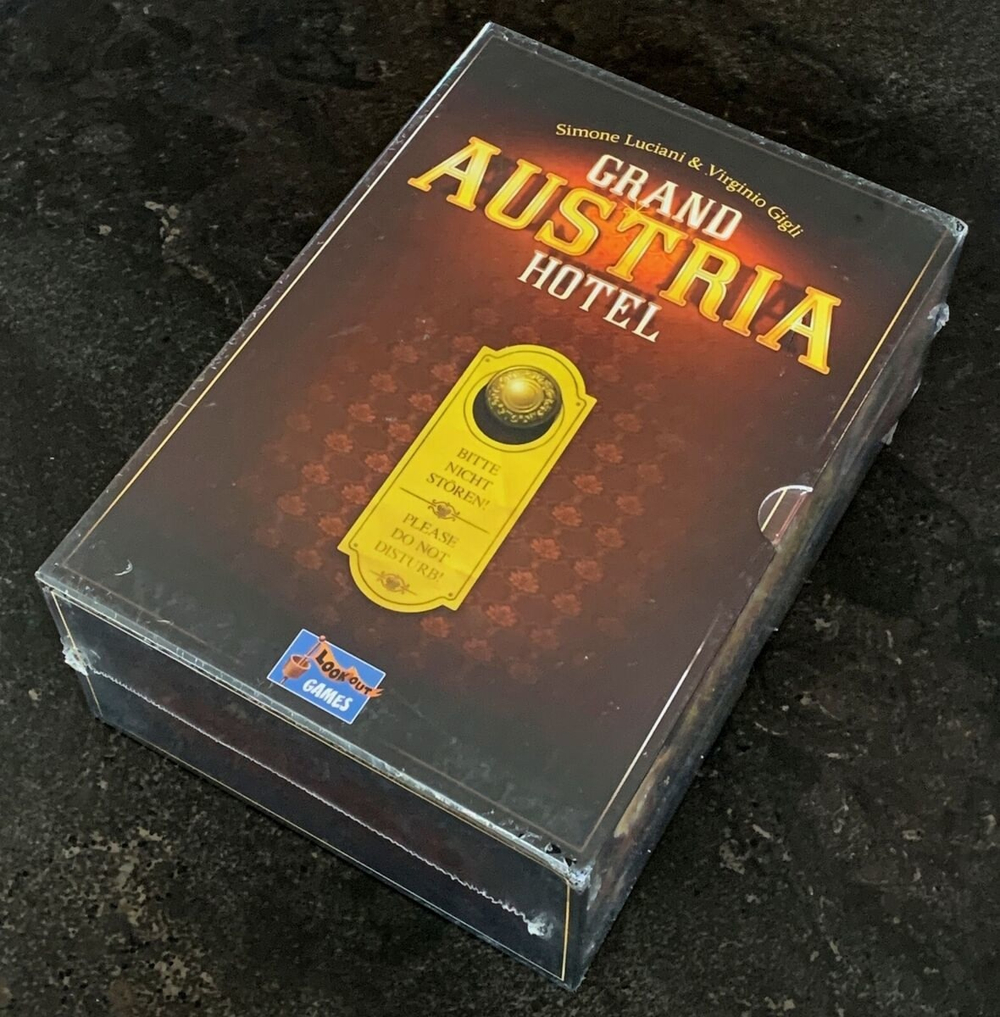 Simone Luciani & Virginio Gigli
GRAND
AUSTRIA
HOTEL
BITTE
NICHT
STÖREN!
PLEASE
DO NOT
DISTURB!
LOOKOUT
GAMES